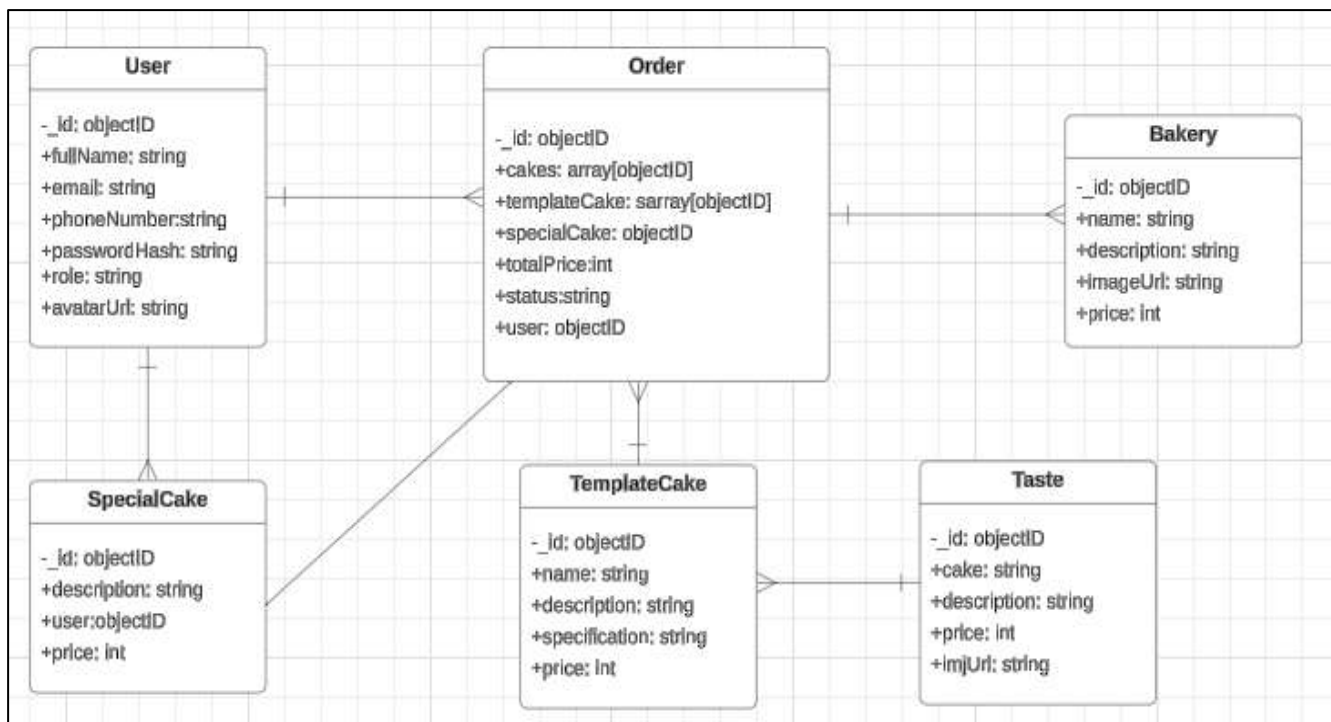 User
-_id: objectID
+fullName: string
+email: string
+phoneNumber:string
+passwordHash: string
+role: string
+avatarUrl: string
Order
-_id: objectID
+cakes: array[objectID]
+templateCake: sarray[objectID]
+specialCake: objectID
+totalPrice:int
+status:string
+user: objectID
Bakery
-_id: objectID
+name: string
+description: string
+imageUrl: string
+price: int
SpecialCake
-_id: objectID
+description: string
+user:objectID
+price: int
TemplateCake
-_id: objectID
+name: string
+description: string
+specification: string
+price: int
Taste
-_id: objectID
+cake: string
+description: string
+price: int
+imjUrl: string